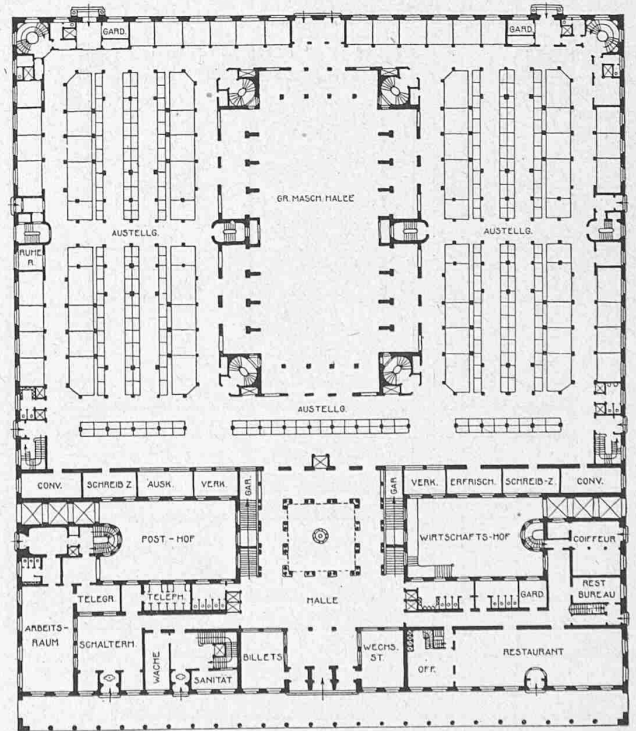 GARD.
GARD.
GR. MASCH. HALLE
AUSTELLG.
AUSTELLG.
RUHE
R.
AUSTELLG.
CONV.
SCHREIB Z.
AUSK.
VERK.
GAR.
GAR.
VERK.
ERFRISCH.
SCHREIB-Z.
CONV.
POST.-HOF
WIRTSCHAFTS-HOF
COIFFEUR
TELEGR.
TELEPH.
HALLE
GARD.
REST
BUREAU
ARBEITS-
RAUM
SCHALTERH.
WACHE
SANITÄT
BILLETS
WECHS.
ST.
OFF.
RESTAURANT